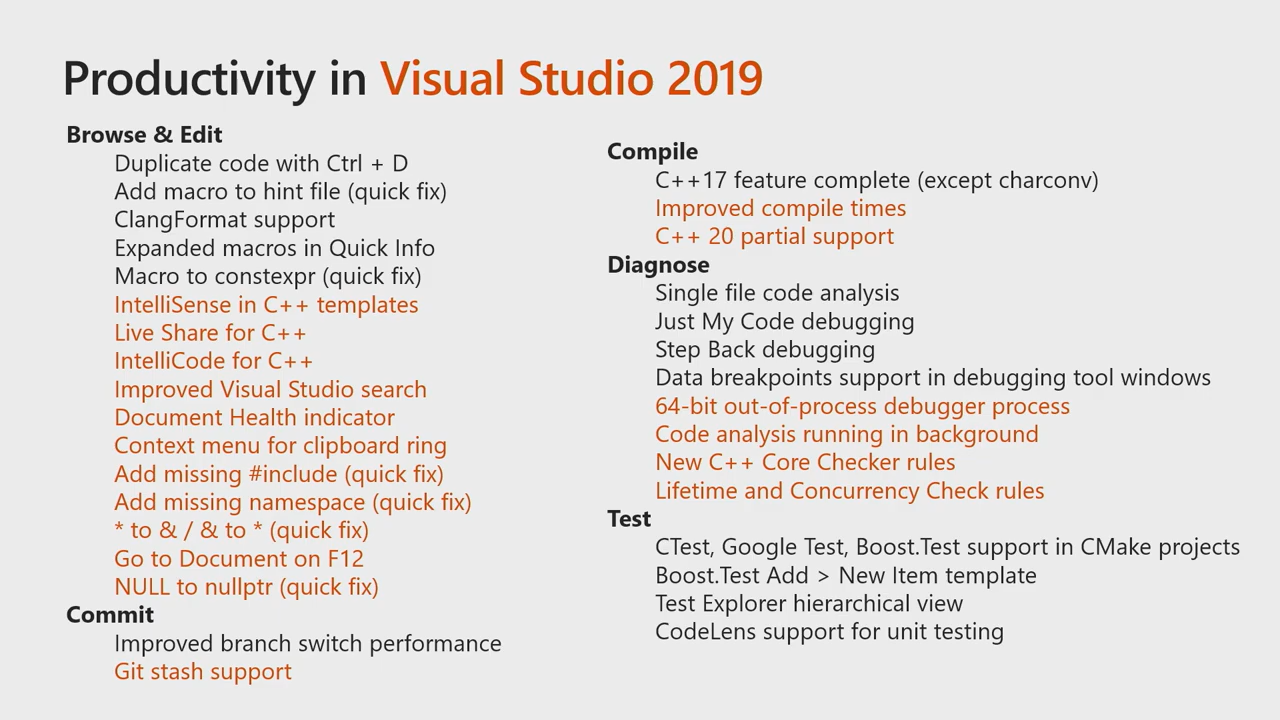 Productivity in Visual Studio 2019
Browse & Edit
Duplicate code with Ctrl + D
Add macro to hint file (quick fix)
ClangFormat support
Expanded macros in Quick Info
Macro to constexpr (quick fix)
IntelliSense in C++ templates
Live Share for C++
IntelliCode for C++
Improved Visual Studio search
Document Health indicator
Context menu for clipboard ring
Add missing #include (quick fix)
Add missing namespace (quick fix)
* to & / & to * (quick fix)
Go to Document on F12
NULL to nullptr (quick fix)
Commit
Improved branch switch performance
Git stash support
Compile
C++17 feature complete (except charconv)
Improved compile times
C++ 20 partial support
Diagnose
Single file code analysis
Just My Code debugging
Step Back debugging
Data breakpoints support in debugging tool windows
64-bit out-of-process debugger process
Code analysis running in background
New C++ Core Checker rules
Lifetime and Concurrency Check rules
Test
CTest, Google Test, Boost.Test support in CMake projects
Boost.Test Add > New Item template
Test Explorer hierarchical view
CodeLens support for unit testing